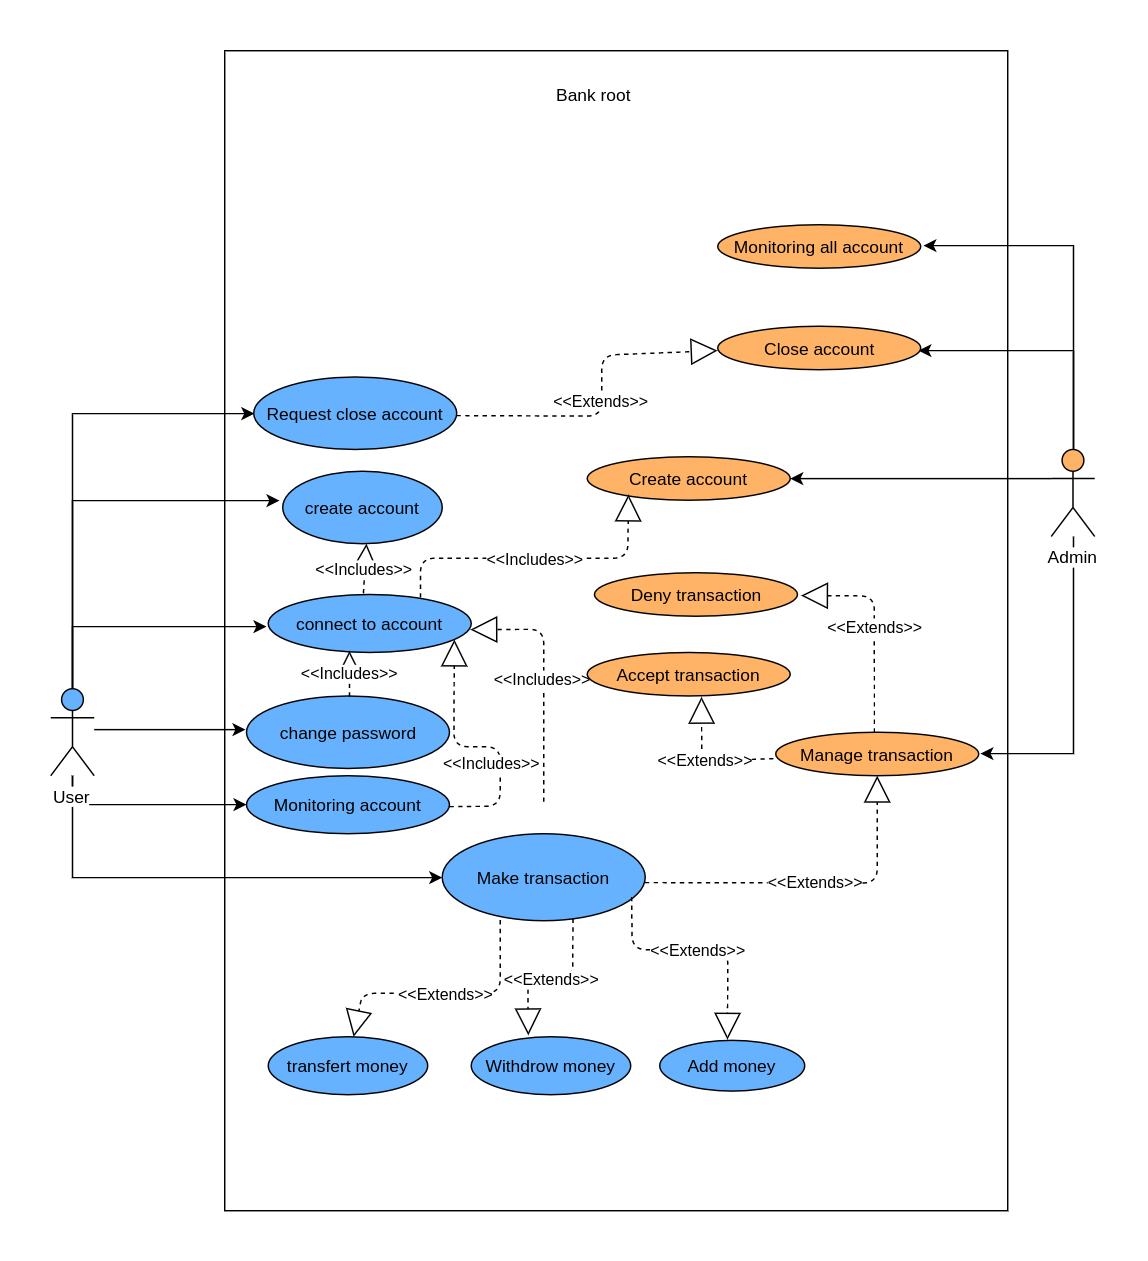 Bank root
Monitoring all account
Close account
<<Extends>>
Request close account
Create account
create account
<<Includes>>
<<Includes>>
Admin
Deny transaction
connect to account
<<Extends>>
<<Includes>>
<<Includes>>
Accept transaction
change password
<<Includes>>
<<Extends>>
Manage transaction
User
Monitoring account
Make transaction
<<Extends>>
<<Extends>>
<<Extends>>
<<Extends>>
transfert money
Withdrow money
Add money